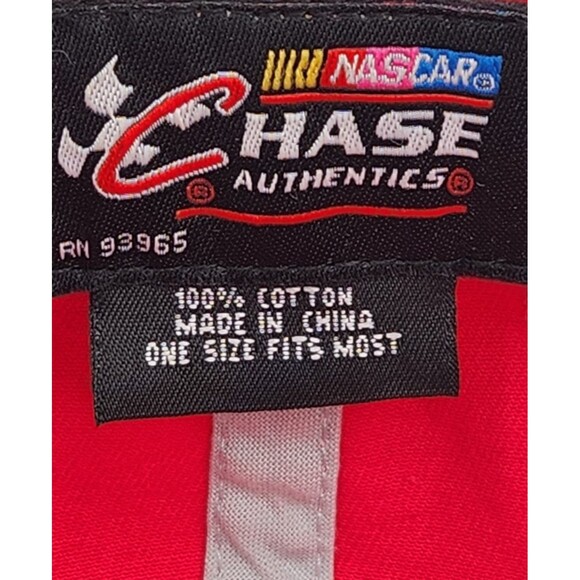 NASCAR®
CHASE
AUTHENTICS®
®
RN 93965
100% COTTON
MADE IN CHINA
ONE SIZE FITS MOST